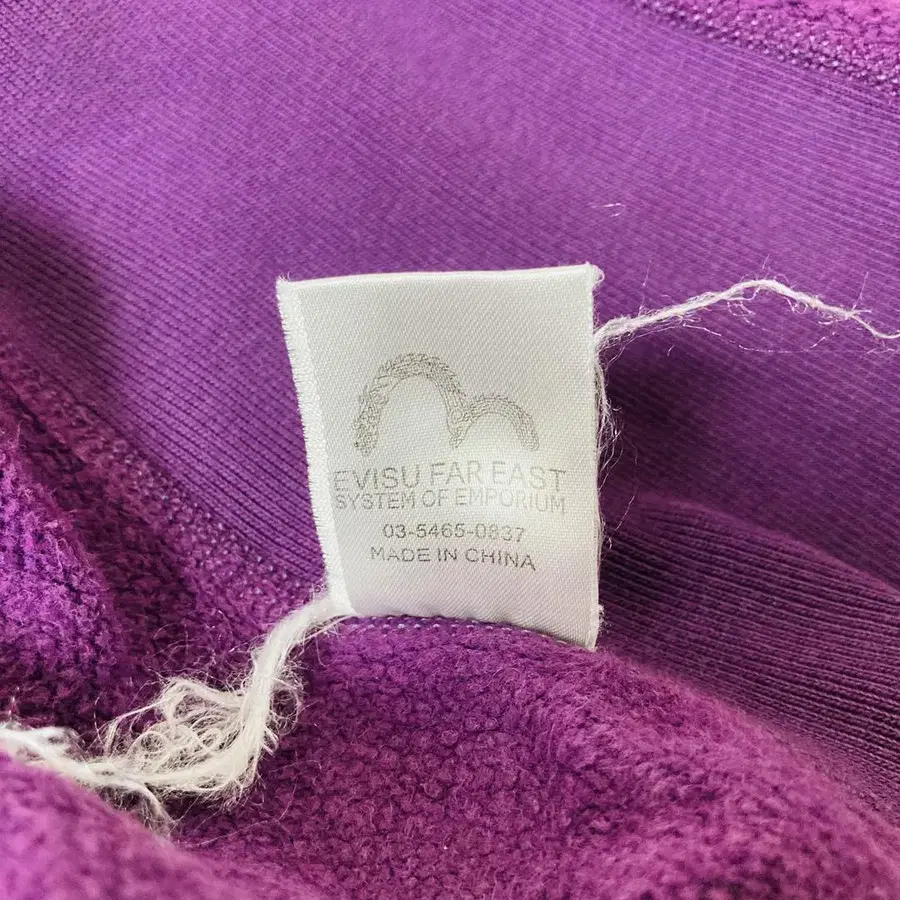 EVISU FAR EAST
SYSTEM OF EMPORIUM
03-5465-0837
MADE IN CHINA